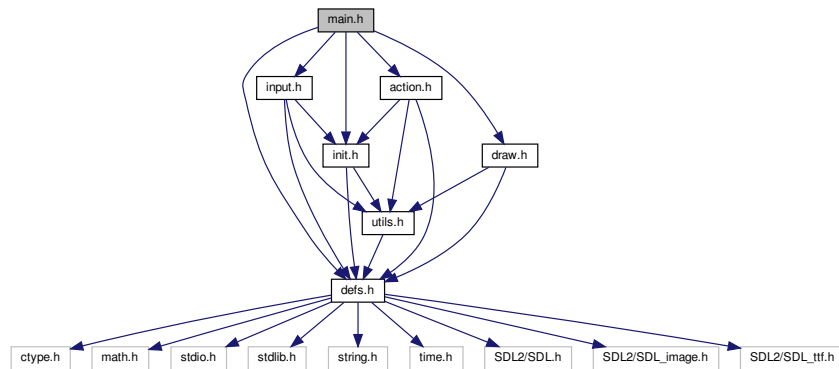 main.h
input.h
action.h
init.h
draw.h
utils.h
defs.h
ctype.h
math.h
stdio.h
stdlib.h
string.h
time.h
SDL2/SDL.h
SDL2/SDL_image.h
SDL2/SDL_ttf.h